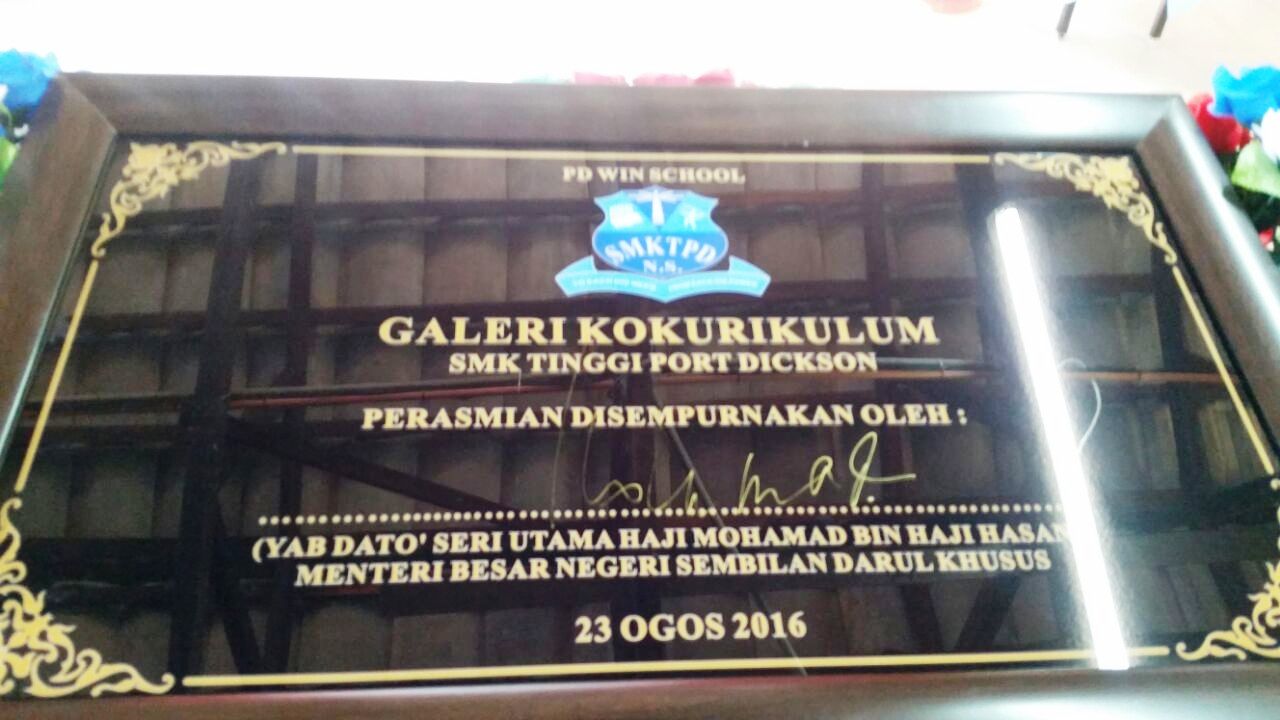 PD WIN SCHOOL
SMKTPD
N.S.
GALERI KOKURIKULUM
SMK TINGGI PORT DICKSON
PERASMIAN DISEMPURNAKAN OLEH :
(YAB DATO' SERI UTAMA HAJI MOHAMAD BIN HAJI HASAN
MENTERI BESAR NEGERI SEMBILAN DARUL KHUSUS
23 OGOS 2016